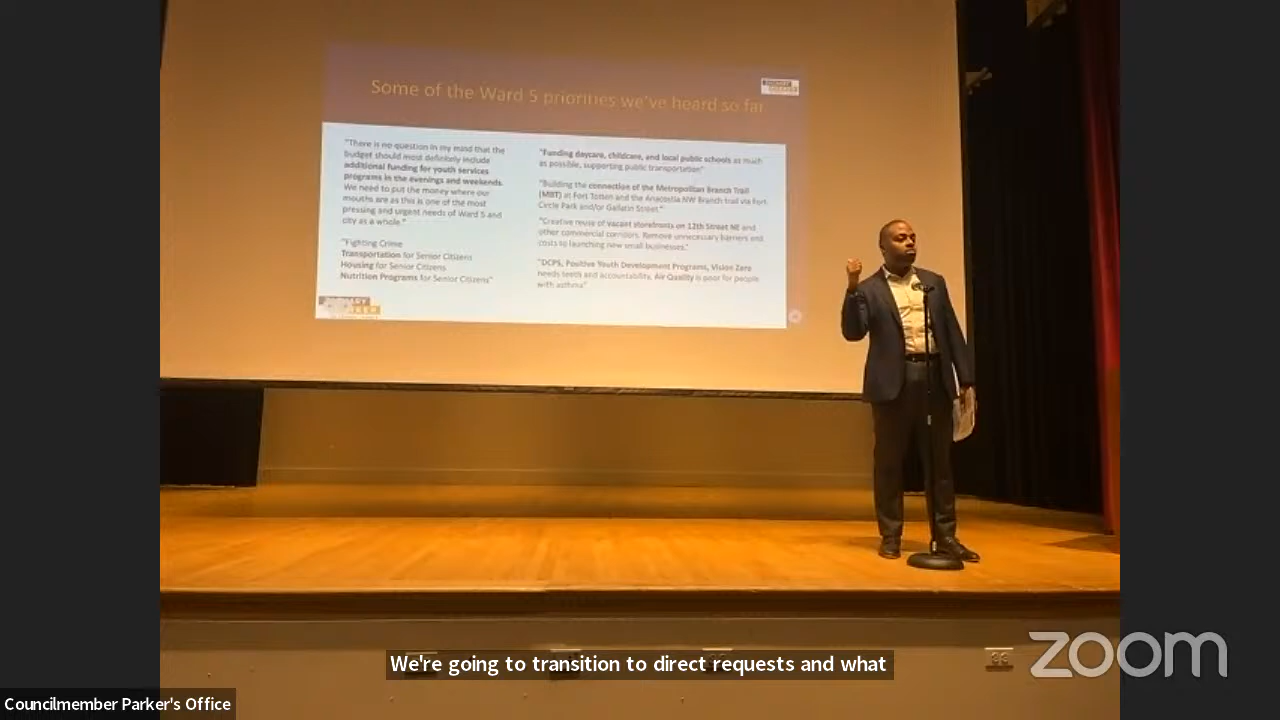 Some of the Ward 5 priorities we've heard so far
"There is no question in my mind that the
budget should most definitely include
additional funding for youth services
programs in the evenings and weekends.
We need to put the money where our
mouths are as this is one of the most
pressing and urgent needs of Ward 5 and
city as a whole."
"Fighting Crime
Transportation for Senior Citizens
Housing for Senior Citizens
Nutrition Programs for Senior Citizens"
"Funding daycare, childcare, and local public schools as much
as possible, supporting public transportation"
"Building the connection of the Metropolitan Branch Trail
(MBT) in Fort Totten and the Anacostia NW Branch trail via Fort
Circle Park and/or Gallatin Street."
"Creative reuse of vacant storefronts on 12th Street NE and
other commercial corridors. Remove unnecessary barriers and
costs to launching new small businesses."
"DCPS, Positive Youth Development Programs, Vision Zero
needs teeth and accountability, Air Quality is poor for people
with asthma"
We're going to transition to direct requests and what
zoom
Councilmember Parker's Office